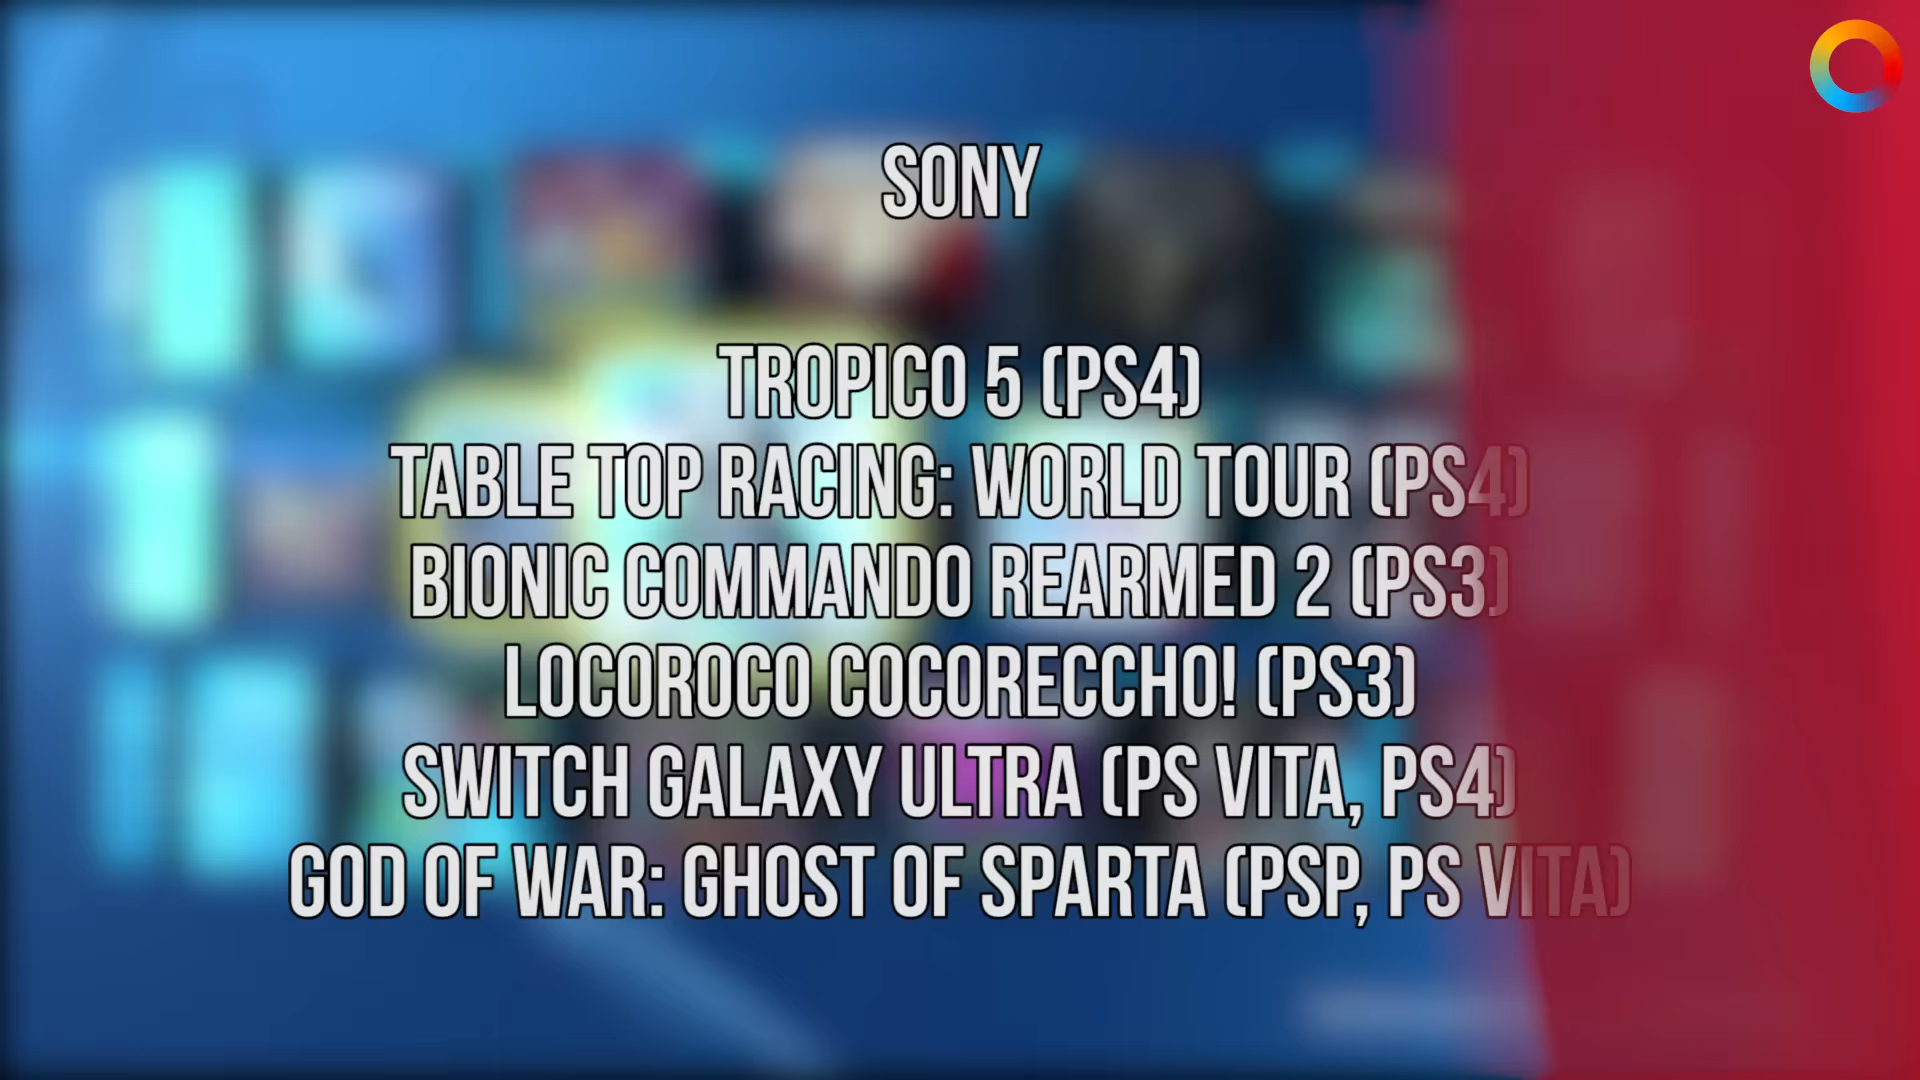 SONY
TROPICO 5 (PS4)
TABLE TOP RACING: WORLD TOUR (PS4)
BIONIC COMMANDO REARMED 2 (PS3)
LOCOROCO COCORECCHO! (PS3)
SWITCH GALAXY ULTRA (PS VITA, PS4)
GOD OF WAR: GHOST OF SPARTA (PSP, PS VITA)